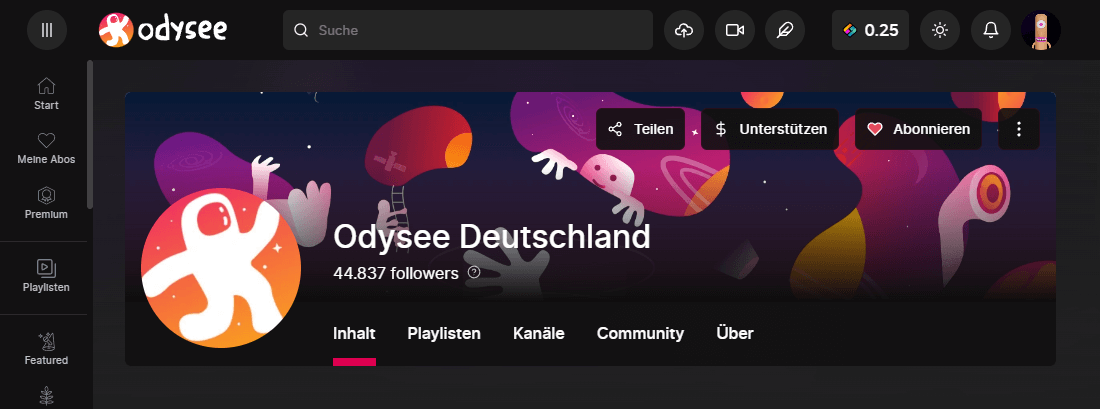 odysee
Suche
0.25
Start
Meine Abos
Premium
Playlisten
Featured
Teilen
$ Unterstützen
Abonnieren
Odysee Deutschland
44.837 followers ?
Inhalt Playlisten Kanäle Community Über